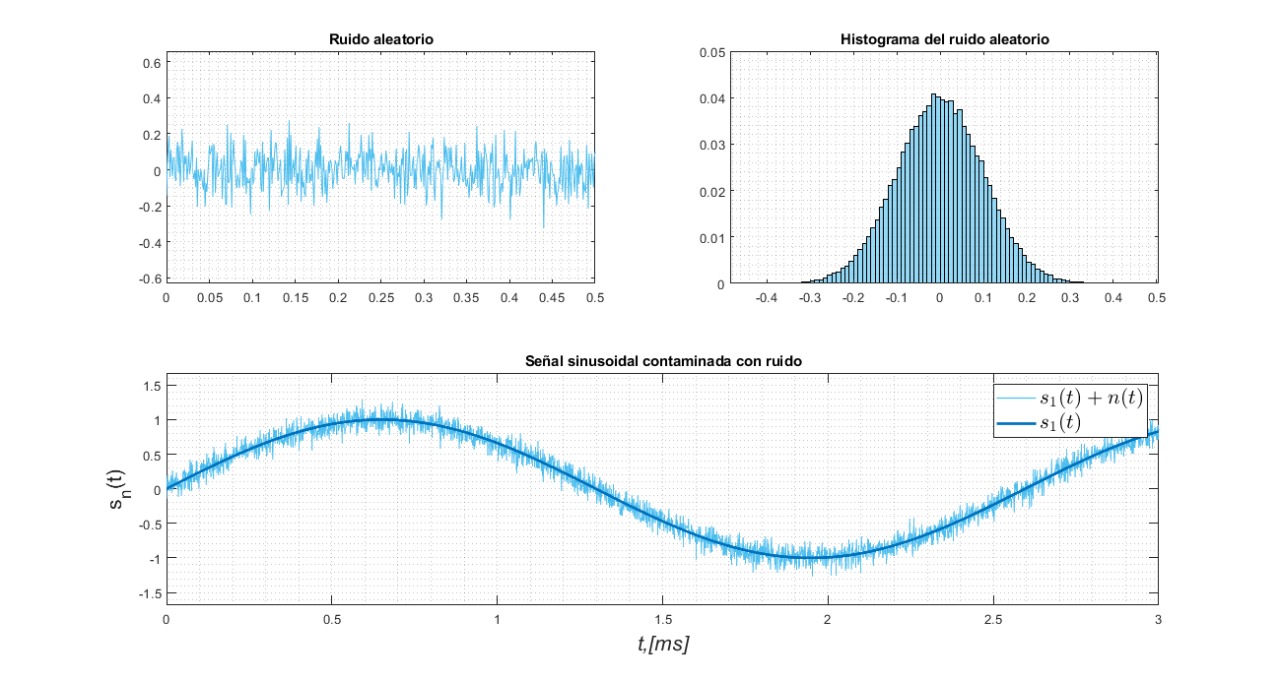 Ruido aleatorio
0.6
0.4
0.2
0
-0.2
-0.4
-0.6
0 0.05 0.1 0.15 0.2 0.25 0.3 0.35 0.4 0.45 0.5
Histograma del ruido aleatorio
0.05
0.04
0.03
0.02
0.01
0
-0.4 -0.3 -0.2 -0.1 0 0.1 0.2 0.3 0.4 0.5
Señal sinusoidal contaminada con ruido
s_n(t)
1.5
1
0.5
0
-0.5
-1
-1.5
s₁(t) + n(t)
s₁(t)
0 0.5 1 1.5 2 2.5 3
t,[ms]